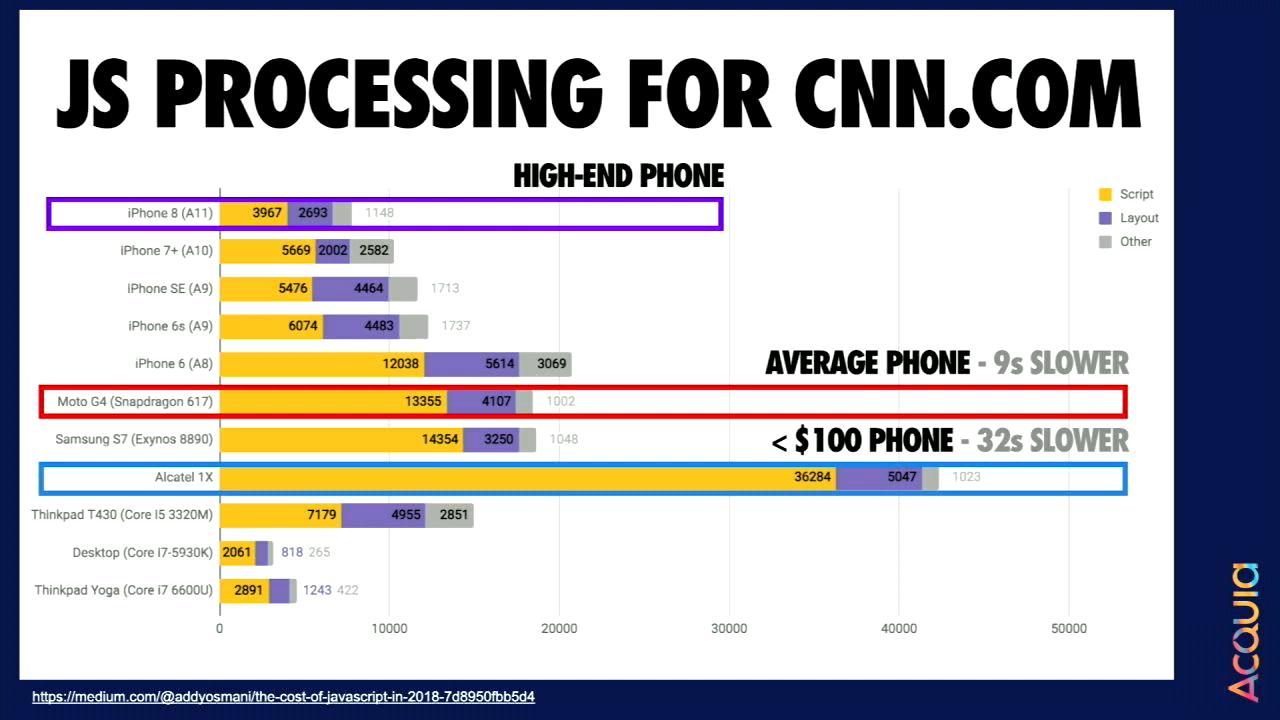 JS PROCESSING FOR CNN.COM
HIGH-END PHONE
Script
Layout
Other
iPhone 8 (A11) 3967 2693 1148
iPhone 7+ (A10) 5669 2002 2582
iPhone SE (A9) 5476 4464 1713
iPhone 6s (A9) 6074 4483 1737
AVERAGE PHONE - 9s SLOWER
iPhone 6 (A8) 12038 5614 3069
Moto G4 (Snapdragon 617) 13355 4107 1002
< $100 PHONE - 32s SLOWER
Samsung S7 (Exynos 8890) 14354 3250 1048
Alcatel 1X 36284 5047 1023
Thinkpad T430 (Core I5 3320M) 7179 4955 2851
Desktop (Core i7-5930K) 2061 818 265
Thinkpad Yoga (Core i7 6600U) 2891 1243 422
0 10000 20000 30000 40000 50000
https://medium.com/@addyosmani/the-cost-of-javascript-in-2018-7d8950fbb5d4
ACQUIA